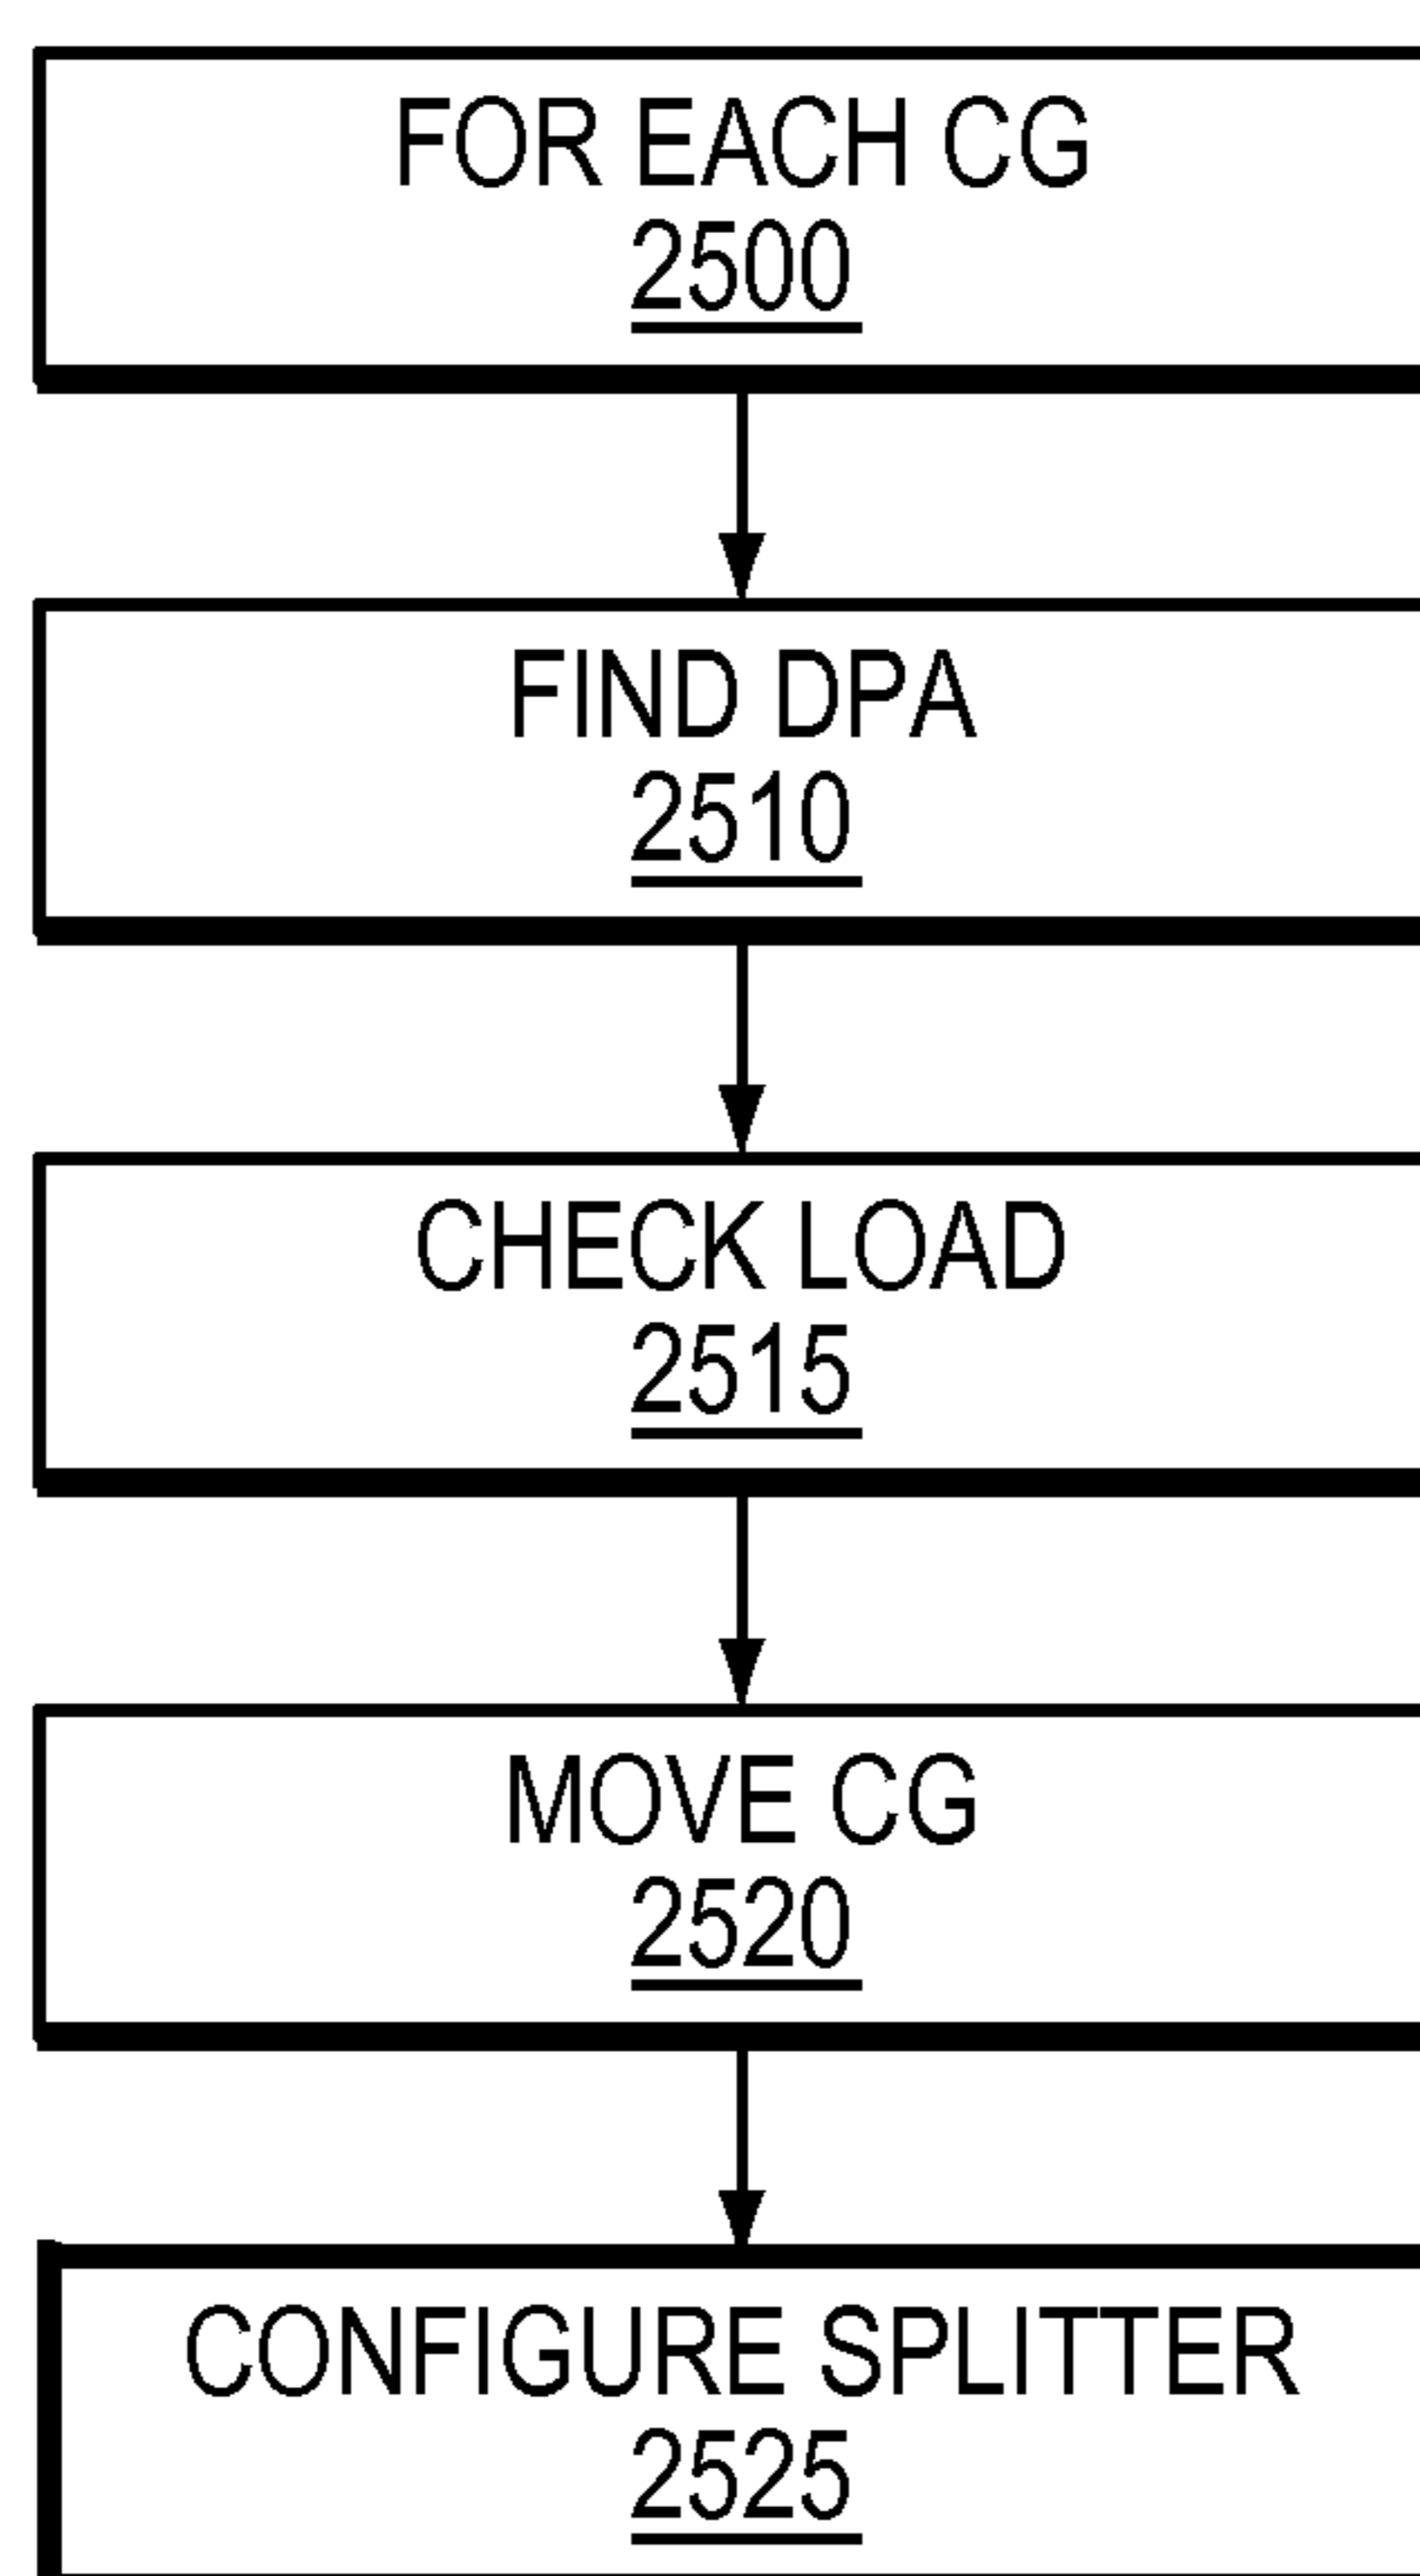 FOR EACH CG
2500
FIND DPA
2510
CHECK LOAD
2515
MOVE CG
2520
CONFIGURE SPLITTER
2525